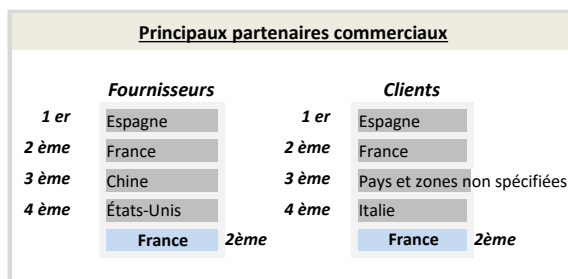 Principaux partenaires commerciaux
Fournisseurs Clients
1 er Espagne 1 er Espagne
2 ème France 2 ème France
3 ème Chine 3 ème Pays et zones non spécifiées
4 ème États-Unis 4 ème Italie
France 2ème France 2ème